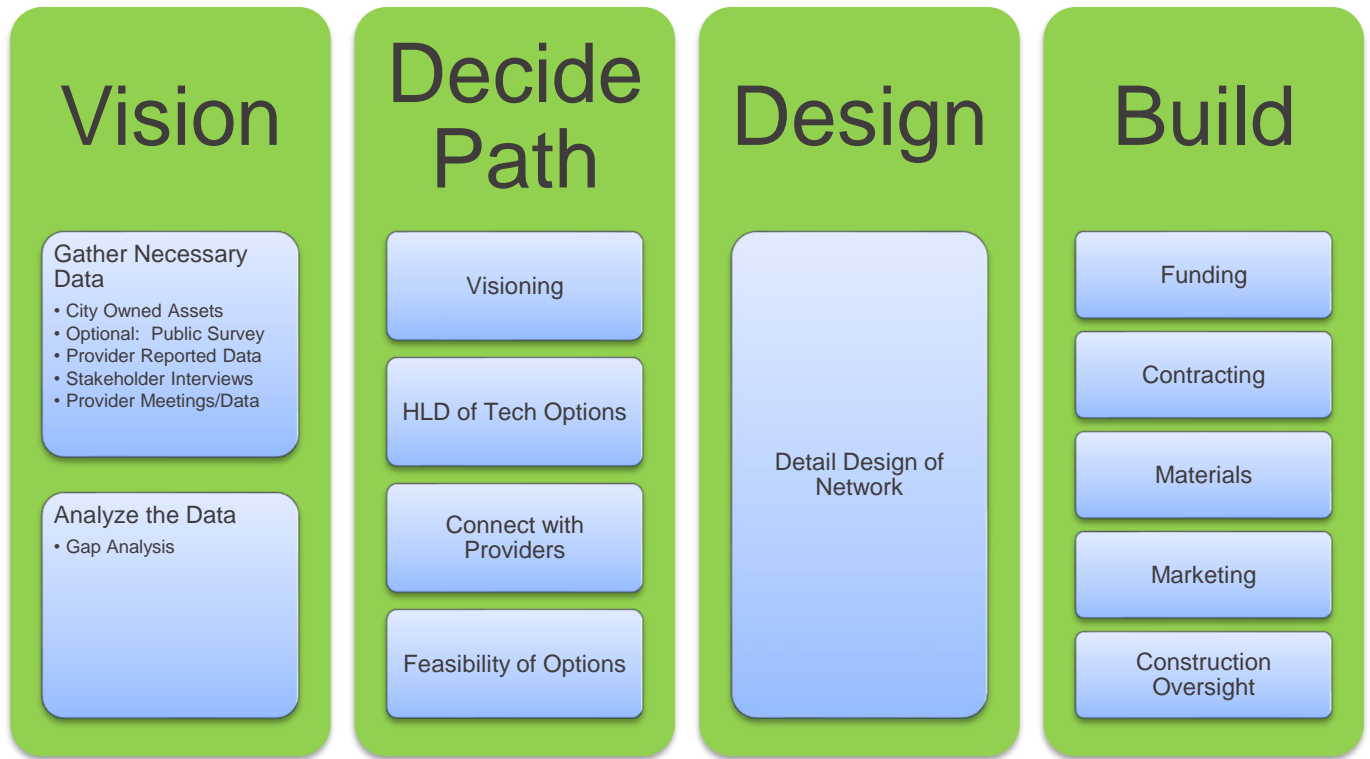 Vision
Gather Necessary
Data
• City Owned Assets
• Optional:  Public Survey
• Provider Reported Data
• Stakeholder Interviews
• Provider Meetings/Data
Analyze the Data
• Gap Analysis
Decide
Path
Visioning
HLD of Tech Options
Connect with
Providers
Feasibility of Options
Design
Detail Design of
Network
Build
Funding
Contracting
Materials
Marketing
Construction
Oversight